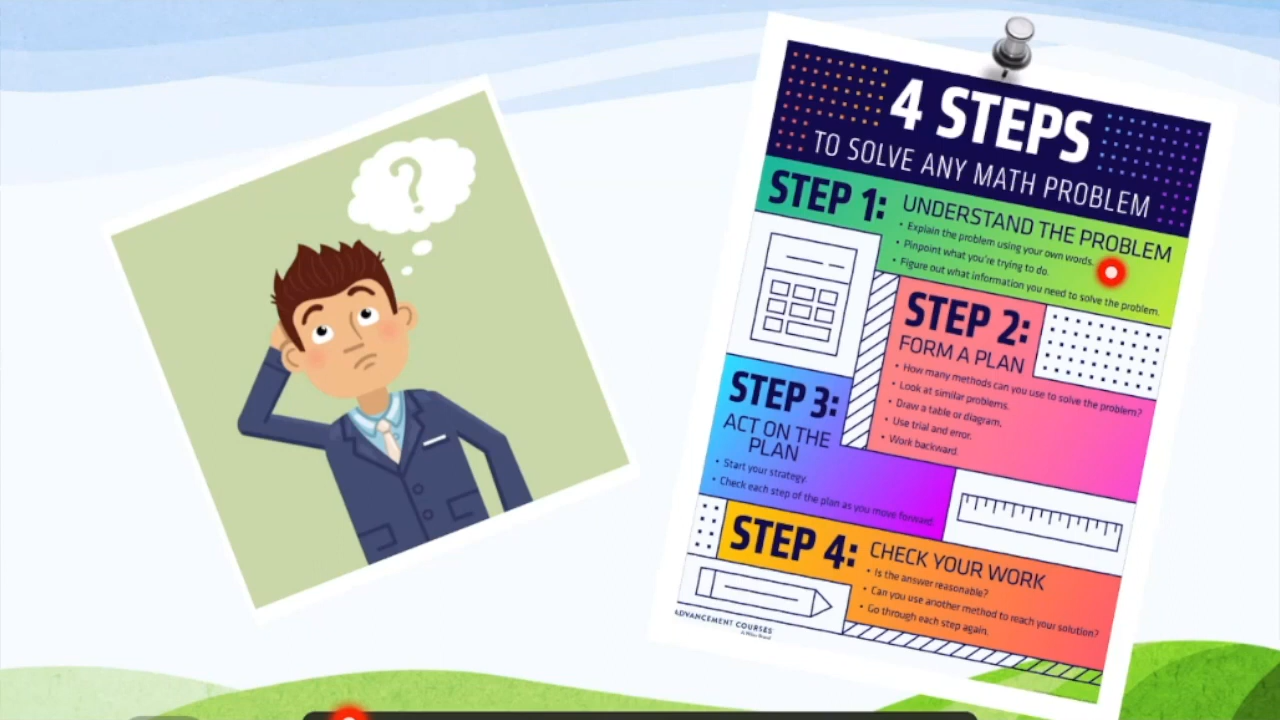 ?
4 STEPS
TO SOLVE ANY MATH PROBLEM
STEP 1:
UNDERSTAND THE PROBLEM
• Explain the problem using your own words.
• Pinpoint what you're trying to do.
• Figure out what information you need to solve the problem.
STEP 2:
FORM A PLAN
• How many methods can you use to solve the problem?
• Look at similar problems.
• Draw a table or diagram.
• Use trial and error.
• Work backward.
STEP 3:
ACT ON THE
PLAN
• Start your strategy.
• Check each step of the plan as you move forward.
STEP 4:
CHECK YOUR WORK
• Is the answer reasonable?
• Can you use another method to reach your solution?
• Go through each step again.
ADVANCEMENT COURSES
A Wiley Brand